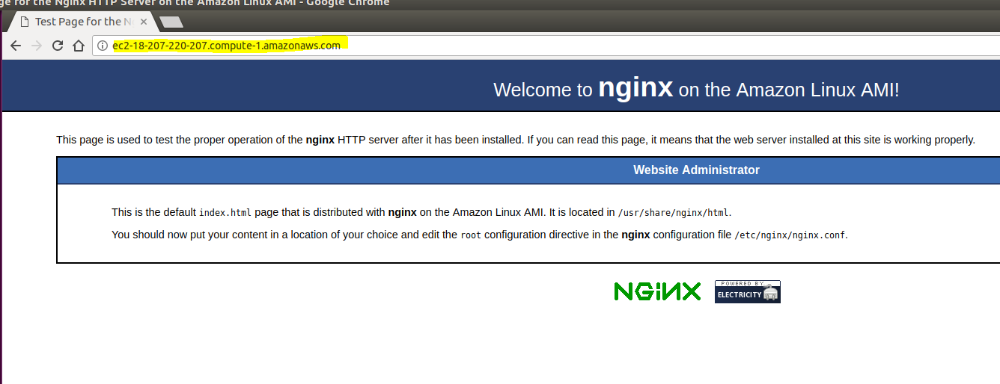 ge for the Nginx HTTP Server on the Amazon Linux AMI - Google Chrome
Test Page for the N
ec2-18-207-220-207.compute-1.amazonaws.com
Welcome to nginx on the Amazon Linux AMI!
This page is used to test the proper operation of the nginx HTTP server after it has been installed. If you can read this page, it means that the web server installed at this site is working properly.
Website Administrator
This is the default index.html page that is distributed with nginx on the Amazon Linux AMI. It is located in /usr/share/nginx/html.
You should now put your content in a location of your choice and edit the root configuration directive in the nginx configuration file /etc/nginx/nginx.conf.
NGiNX
POWERED BY
ELECTRICITY